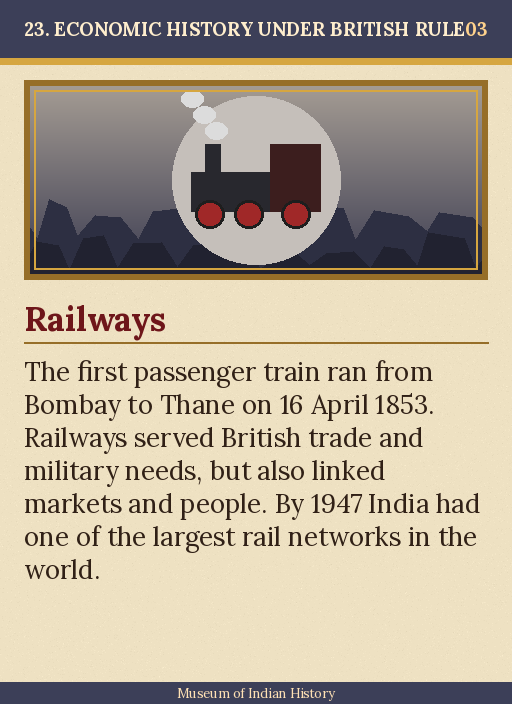 23. ECONOMIC HISTORY UNDER BRITISH RULE 03
Railways
The first passenger train ran from
Bombay to Thane on 16 April 1853.
Railways served British trade and
military needs, but also linked
markets and people. By 1947 India had
one of the largest rail networks in the
world.
Museum of Indian History